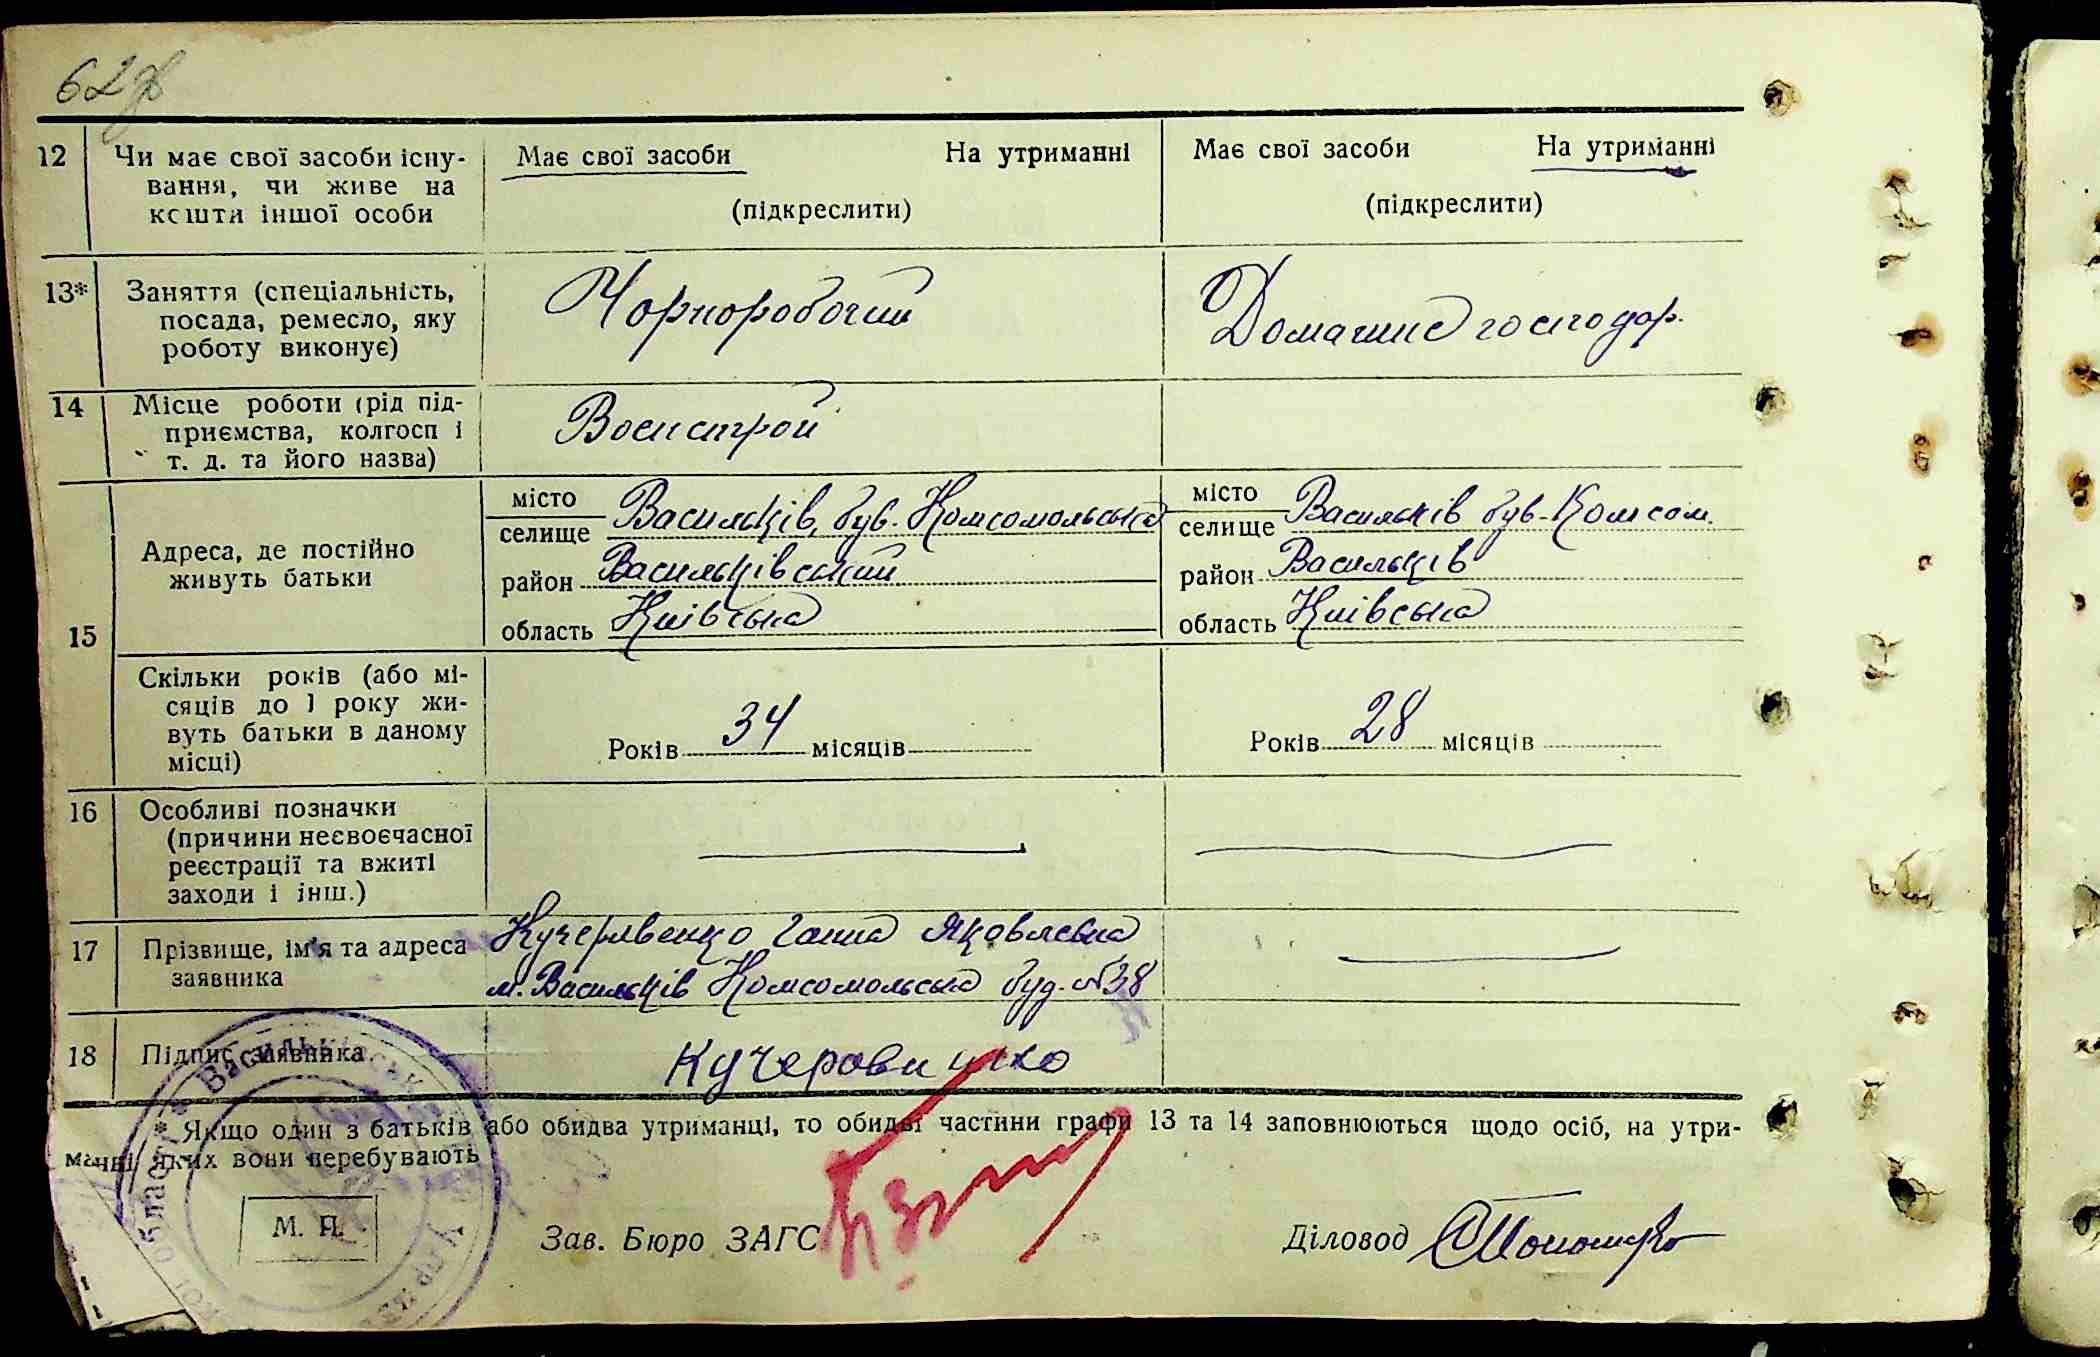 62
12 Чи має свої засоби існу-
вання, чи живе на
кошти іншої особи
Має свої засоби На утриманні
(підкреслити)
Має свої засоби На утриманні
(підкреслити)
13* Заняття (спеціальність,
посада, ремесло, яку
роботу виконує)
Чорноробочий
Домашнє господар.
14 Місце роботи (рід під-
приємства, колгосп і
т. д. та його назва)
Воєнстрой
15
Адреса, де постійно
живуть батьки
місто
селище Васильків, був. Комсомольська
район Васильківський
область Київська
місто
селище Васильків був. Комсом.
район Васильків
область Київська
Скільки років (або мі-
сяців до 1 року жи-
вуть батьки в даному
місці)
Років 34 місяців
Років 28 місяців
16 Особливі позначки
(причини несвоєчасної
реєстрації та вжиті
заходи і інш.)
17 Прізвище, ім'я та адреса
заявника
Кучерявенко Ганна Яковлевна
м. Васильків Комсомольська буд. №38
18 Підпис заявника
Васильківськ
області
* Якщо один з батьків або обидва утриманці, то обидві частини графи 13 та 14 заповнюються щодо осіб, на утри-
манні яких вони перебувають
М. П.
Зав. Бюро ЗАГС
Діловод